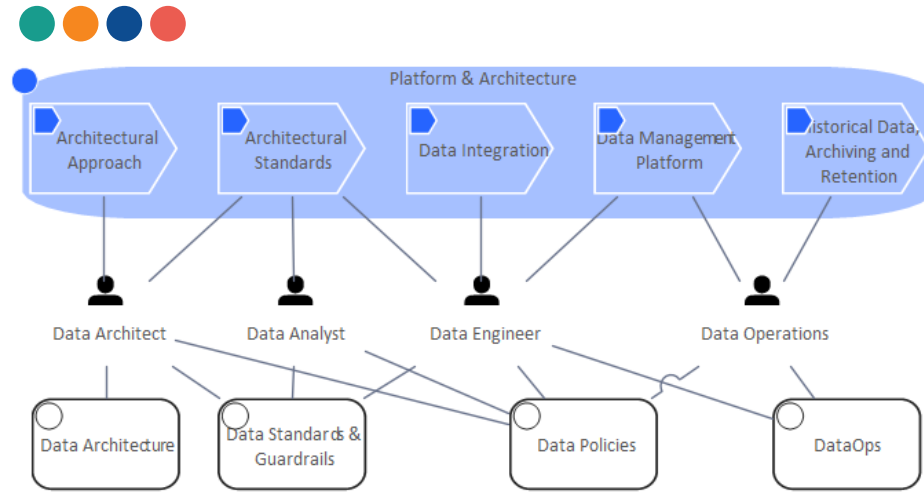 Platform & Architecture
Architectural
Approach
Architectural
Standards
Data Integration
Data Management
Platform
Historical Data,
Archiving and
Retention
Data Architect
Data Analyst
Data Engineer
Data Operations
Data Architecture
Data Standards &
Guardrails
Data Policies
DataOps